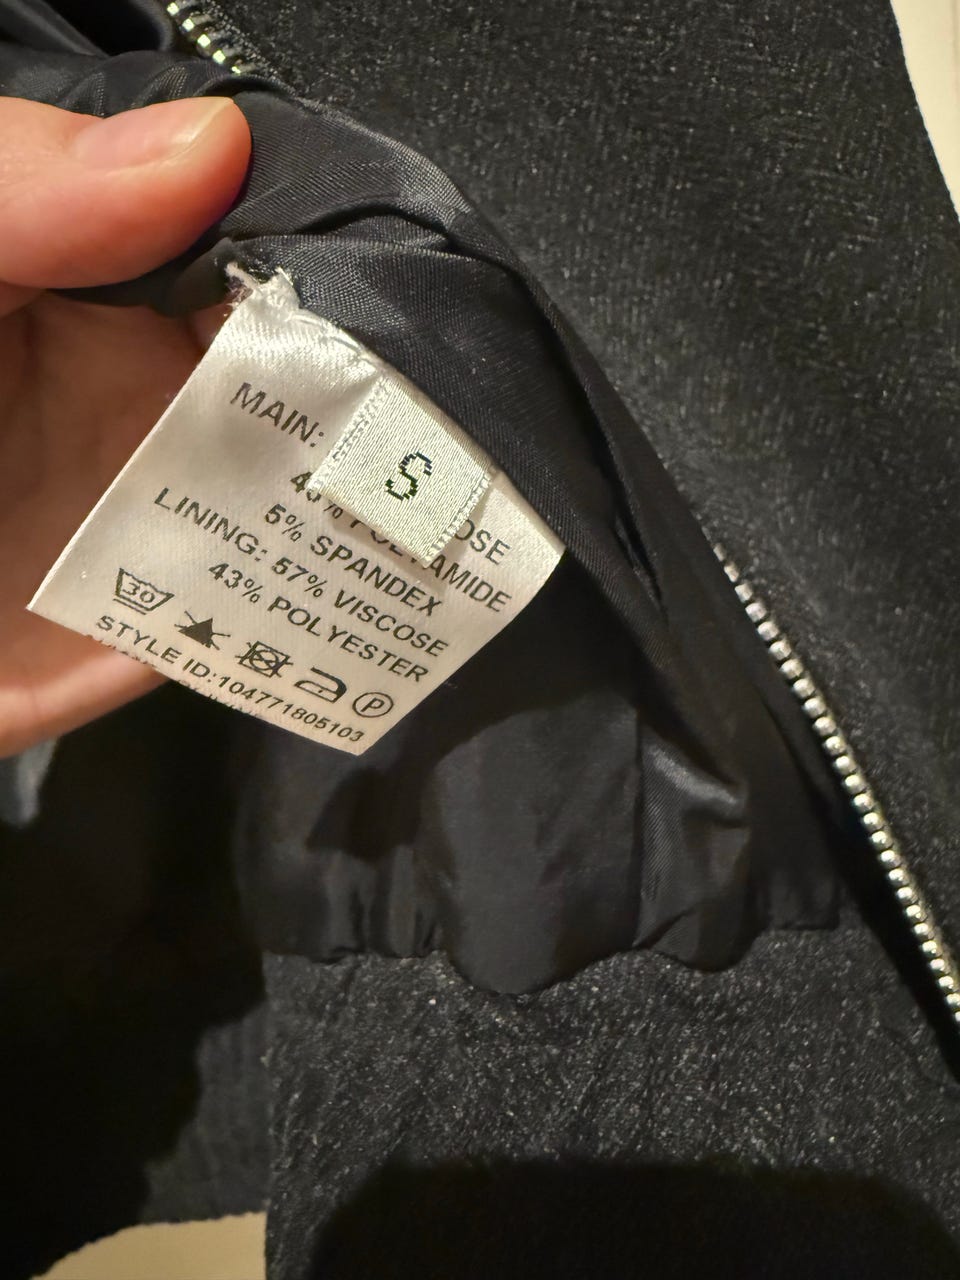 MAIN:
S
5% SPANDEX
LINING: 57% VISCOSE
43% POLYESTER
30
P
STYLE ID:104771805103